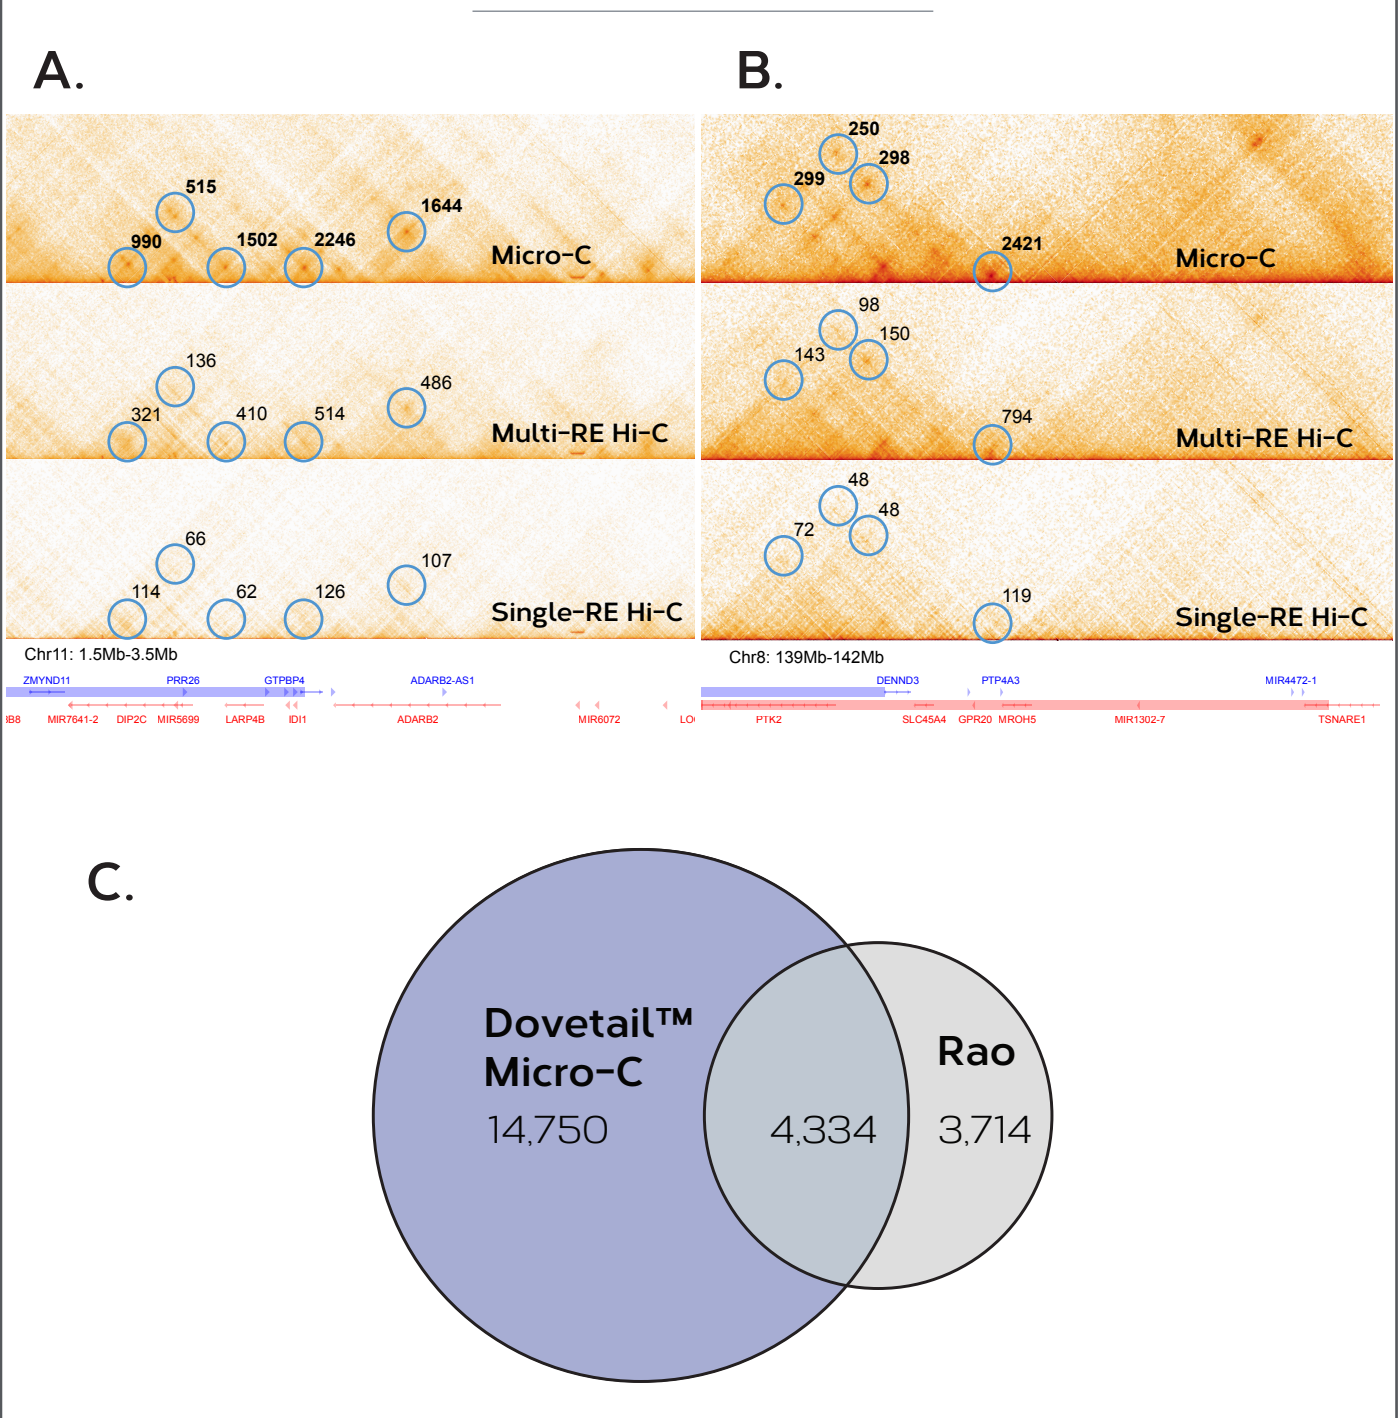 A.
515
990
1502
2246
1644
Micro-C
136
321
410
514
486
Multi-RE Hi-C
66
114
62
126
107
Single-RE Hi-C
Chr11: 1.5Mb-3.5Mb
ZMYND11 PRR26 GTPBP4 ADARB2-AS1
MIR7641-2 DIP2C MIR5699 LARP4B IDI1 ADARB2 MIR6072
B.
250
298
299
2421
Micro-C
98
150
143
794
Multi-RE Hi-C
48
48
72
119
Single-RE Hi-C
Chr8: 139Mb-142Mb
DENND3 PTP4A3 MIR4472-1
PTK2 SLC45A4 GPR20 MROH5 MIR1302-7 TSNARE1
C.
Dovetail™
Micro-C
14,750
4,334
Rao
3,714